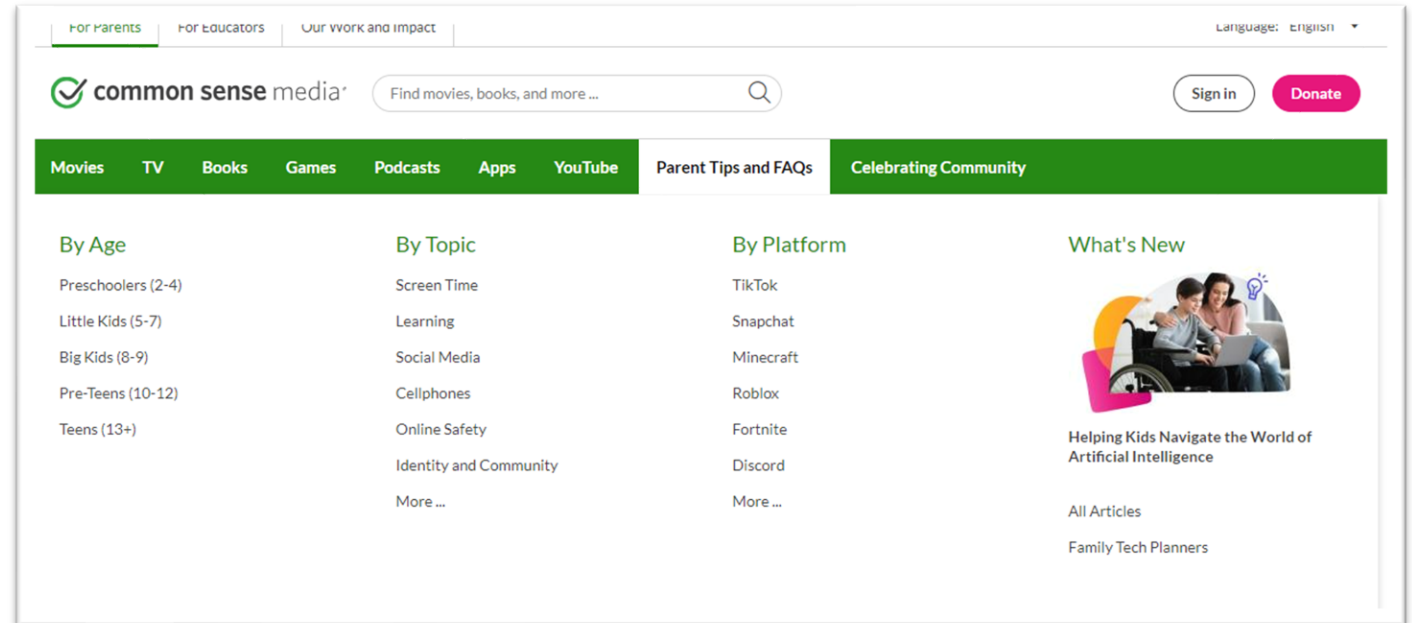 For Parents
For Educators
Our Work and Impact
Language: English
common sense media
Find movies, books, and more ...
Sign in
Donate
Movies
TV
Books
Games
Podcasts
Apps
YouTube
Parent Tips and FAQs
Celebrating Community
By Age
Preschoolers (2-4)
Little Kids (5-7)
Big Kids (8-9)
Pre-Teens (10-12)
Teens (13+)
By Topic
Screen Time
Learning
Social Media
Cellphones
Online Safety
Identity and Community
More ...
By Platform
TikTok
Snapchat
Minecraft
Roblox
Fortnite
Discord
More ...
What's New
Helping Kids Navigate the World of
Artificial Intelligence
All Articles
Family Tech Planners